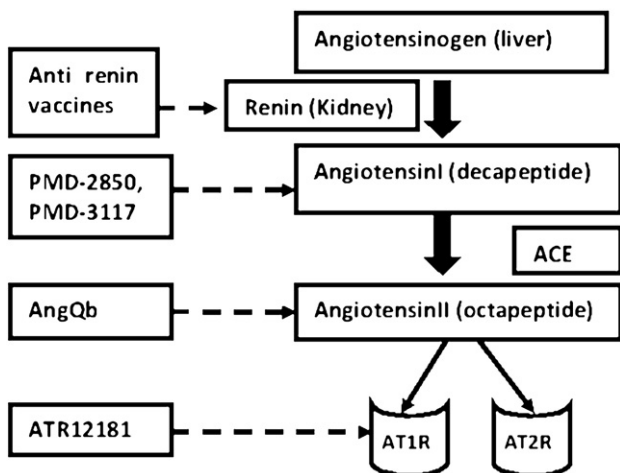 Angiotensinogen (liver)
Anti renin
vaccines
Renin (Kidney)
PMD-2850,
PMD-3117
AngiotensinI (decapeptide)
ACE
AngQb
AngiotensinII (octapeptide)
ATR12181
AT1R
AT2R